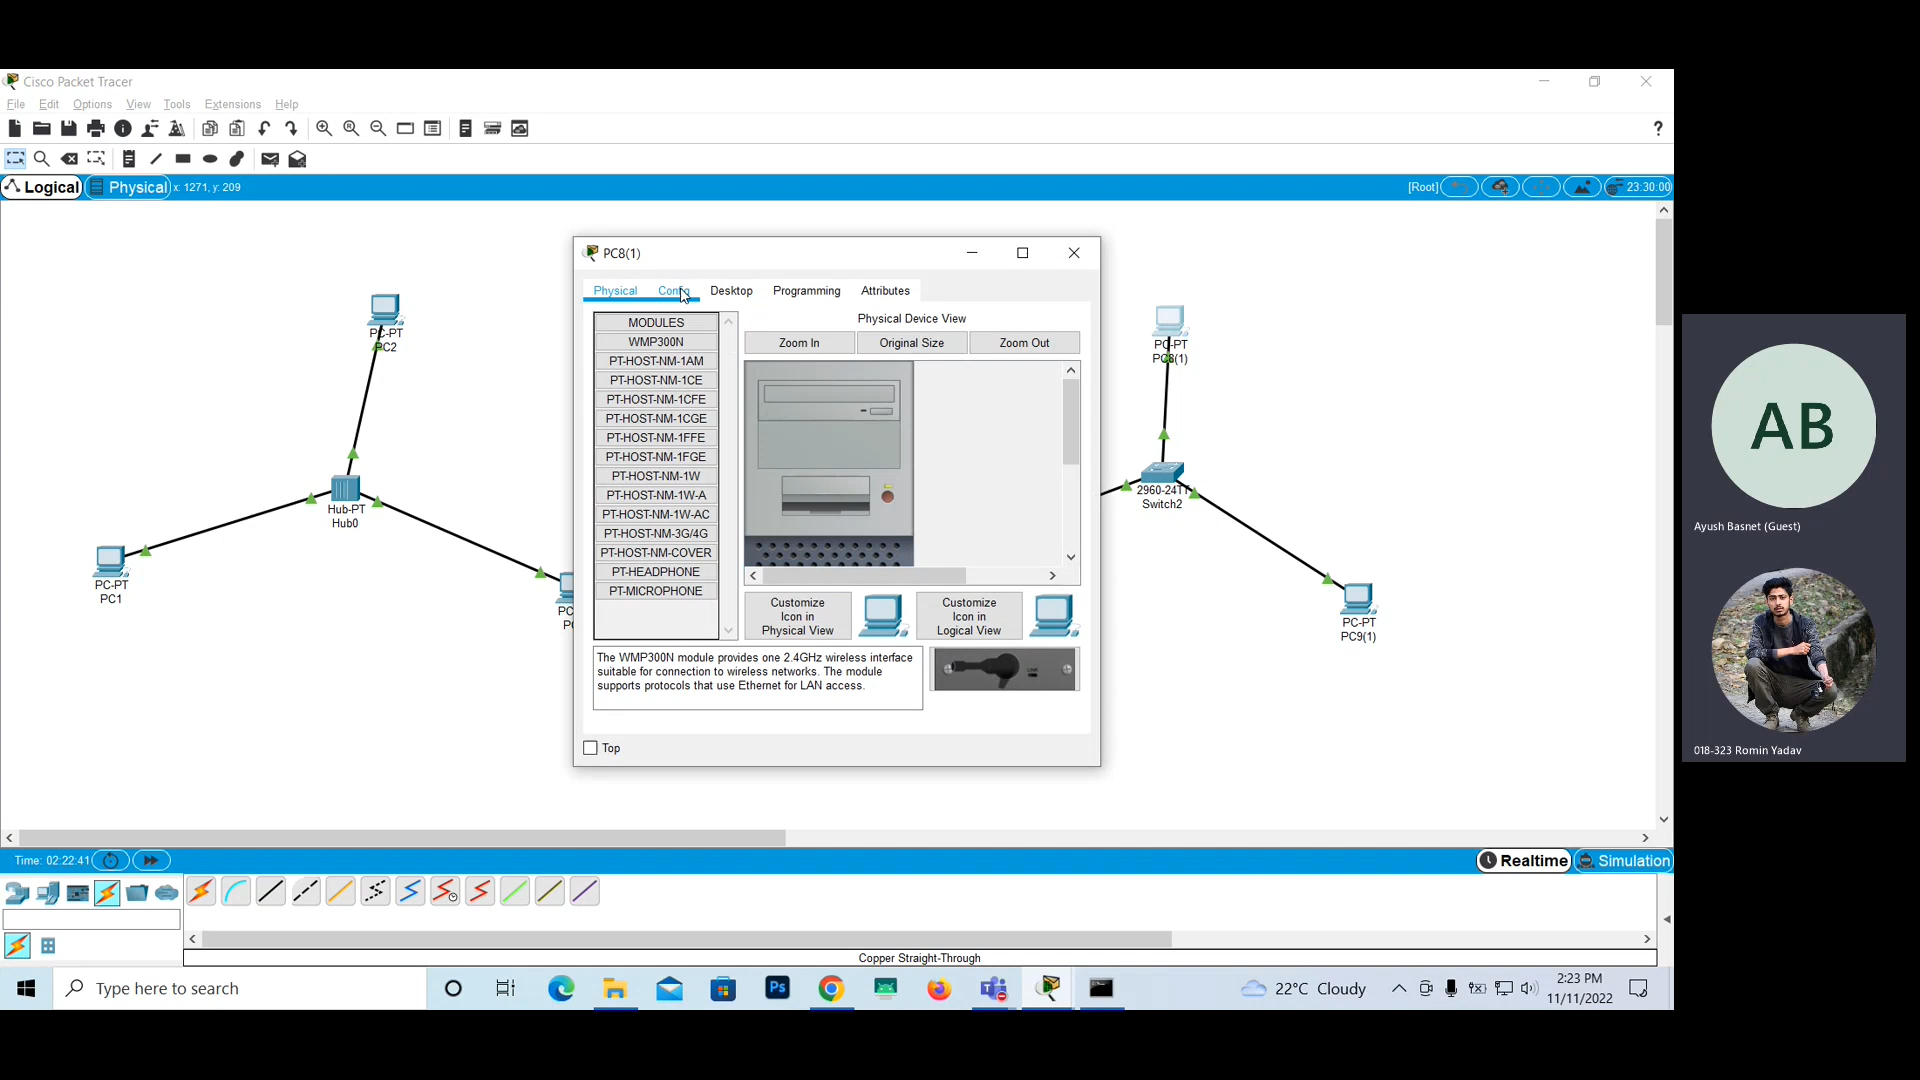 Cisco Packet Tracer
File Edit Options View Tools Extensions Help
?
Logical Physical x: 1271, y: 209 [Root] 23:30:00
PC8(1)
Physical Config Desktop Programming Attributes
MODULES
WMP300N
PT-HOST-NM-1AM
PT-HOST-NM-1CE
PT-HOST-NM-1CFE
PT-HOST-NM-1CGE
PT-HOST-NM-1FFE
PT-HOST-NM-1FGE
PT-HOST-NM-1W
PT-HOST-NM-1W-A
PT-HOST-NM-1W-AC
PT-HOST-NM-3G/4G
PT-HOST-NM-COVER
PT-HEADPHONE
PT-MICROPHONE
Physical Device View
Zoom In Original Size Zoom Out
Customize
Icon in
Physical View
Customize
Icon in
Logical View
The WMP300N module provides one 2.4GHz wireless interface
suitable for connection to wireless networks. The module
supports protocols that use Ethernet for LAN access.
Top
PC-PT
PC2
Hub-PT
Hub0
PC-PT
PC1
PC
PC-PT
PC8(1)
2960-24TT
Switch2
PC-PT
PC9(1)
Time: 02:22:41 Realtime Simulation
Copper Straight-Through
Type here to search
Ps
22°C Cloudy
2:23 PM
11/11/2022
AB
Ayush Basnet (Guest)
018-323 Romin Yadav